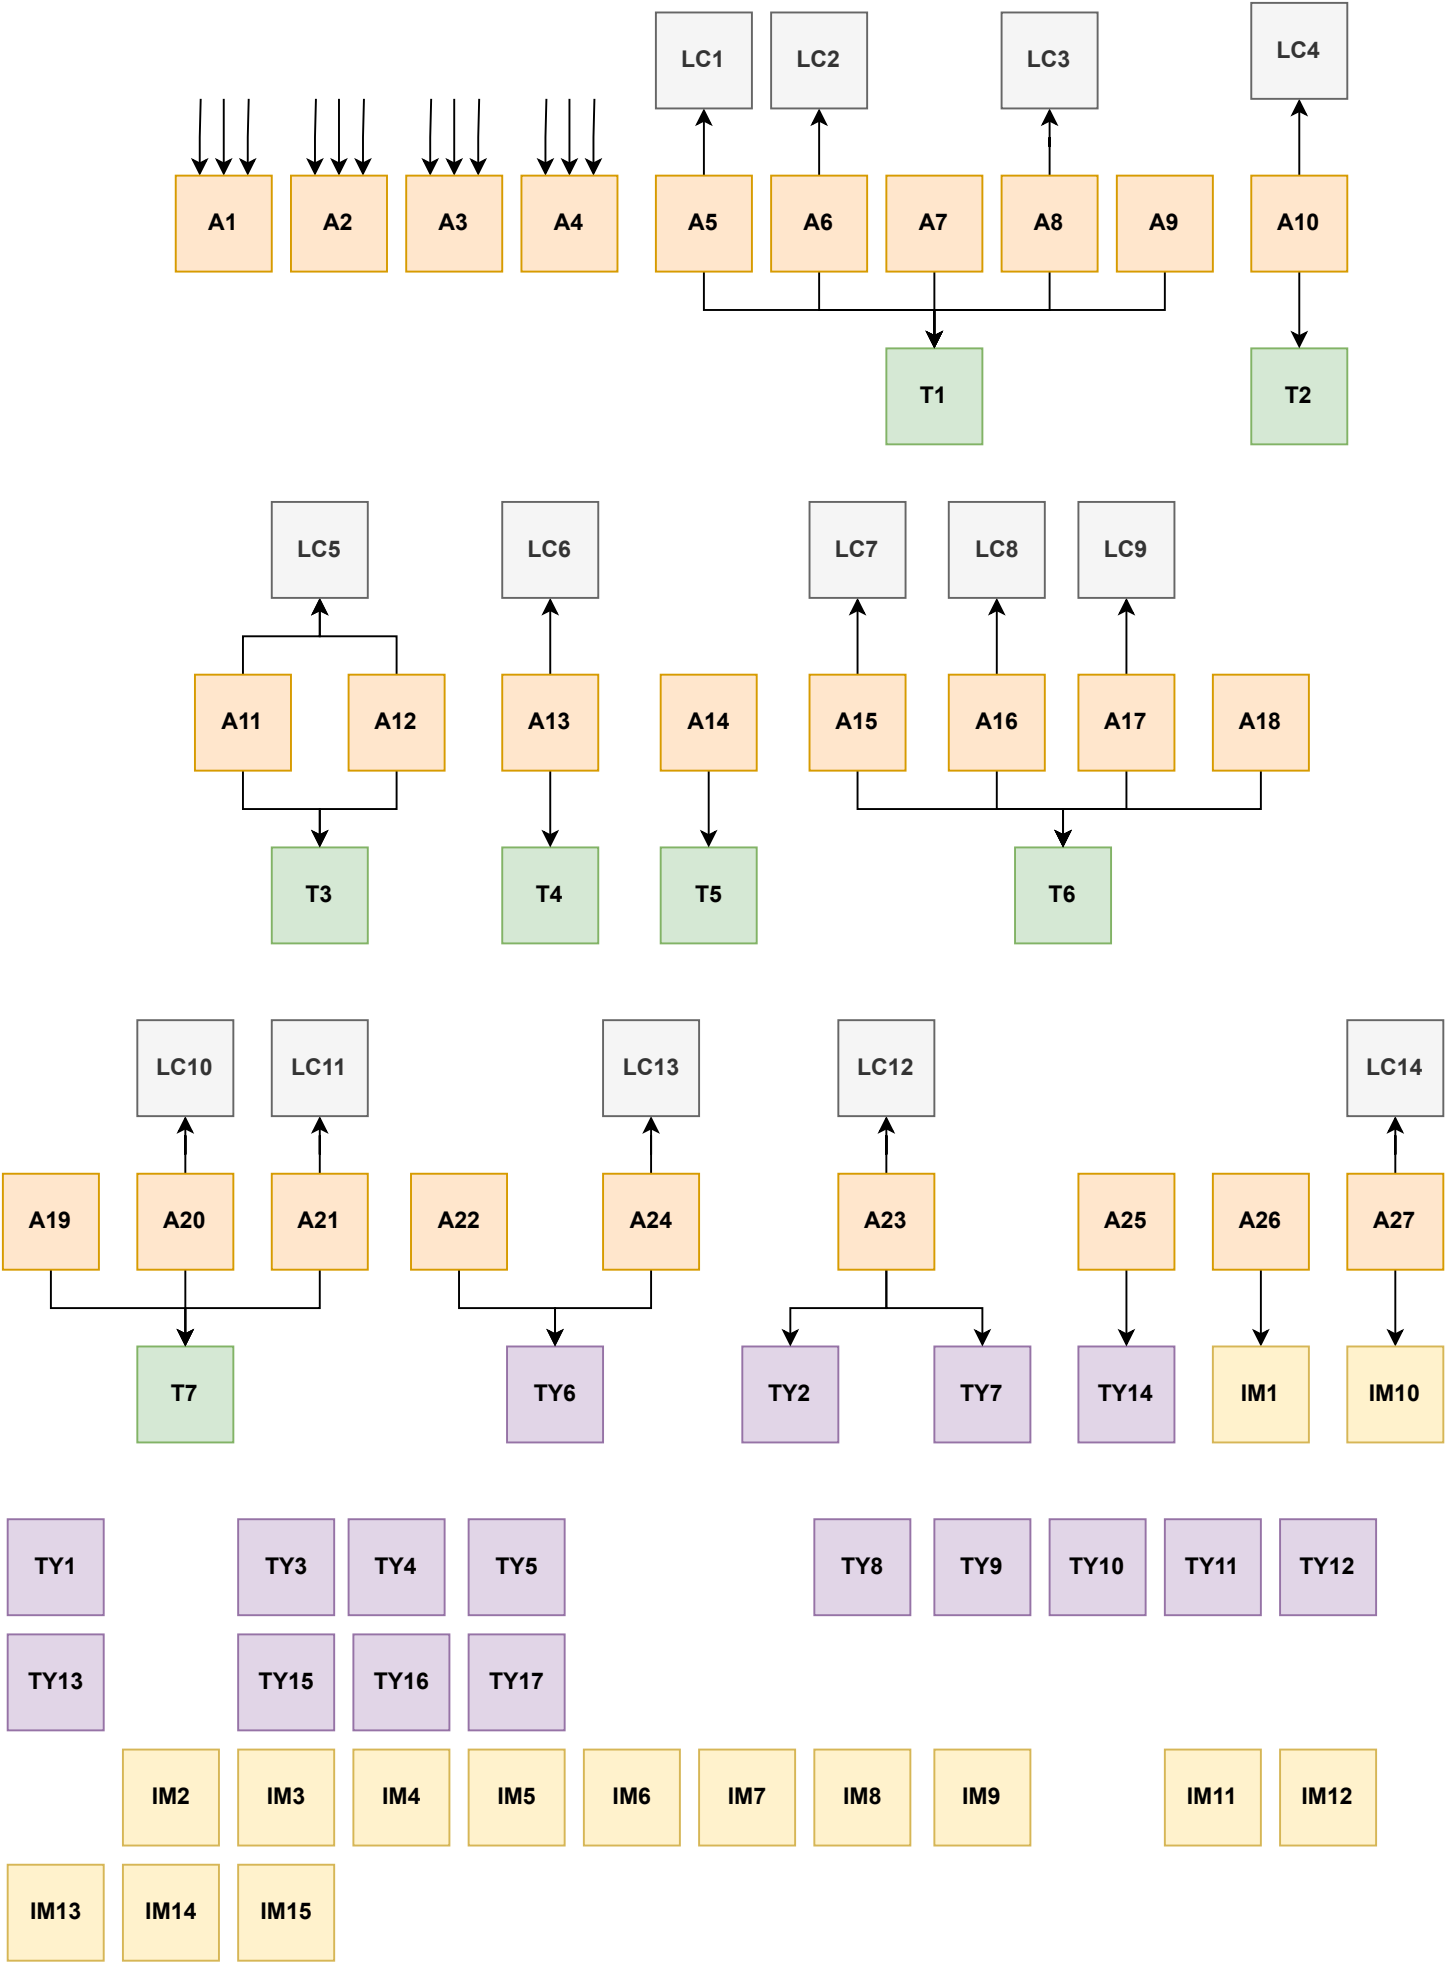 LC1 LC2 LC3 LC4
A1 A2 A3 A4 A5 A6 A7 A8 A9 A10
T1 T2
LC5 LC6 LC7 LC8 LC9
A11 A12 A13 A14 A15 A16 A17 A18
T3 T4 T5 T6
LC10 LC11 LC13 LC12 LC14
A19 A20 A21 A22 A24 A23 A25 A26 A27
T7 TY6 TY2 TY7 TY14 IM1 IM10
TY1 TY3 TY4 TY5 TY8 TY9 TY10 TY11 TY12
TY13 TY15 TY16 TY17
IM2 IM3 IM4 IM5 IM6 IM7 IM8 IM9 IM11 IM12
IM13 IM14 IM15